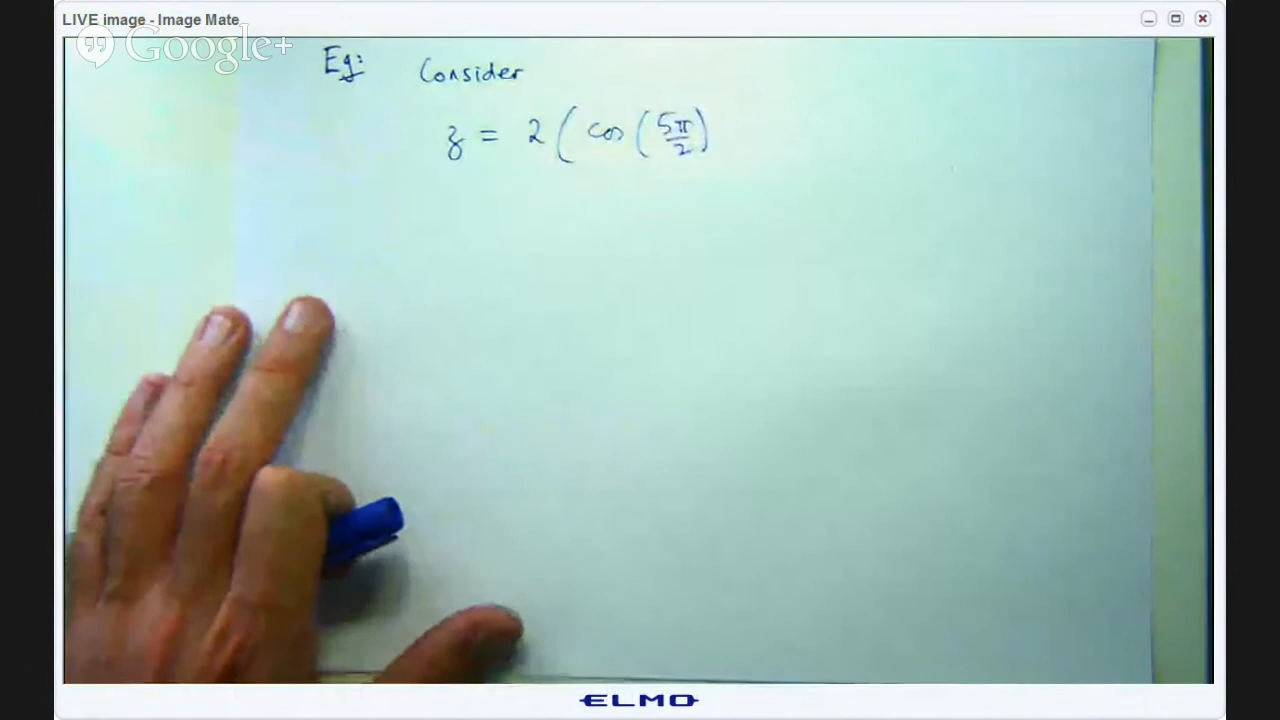 LIVE image - Image Mate
Google+
Eg: Consider
z = 2 ( cos ( 5π/2 )
ELMO